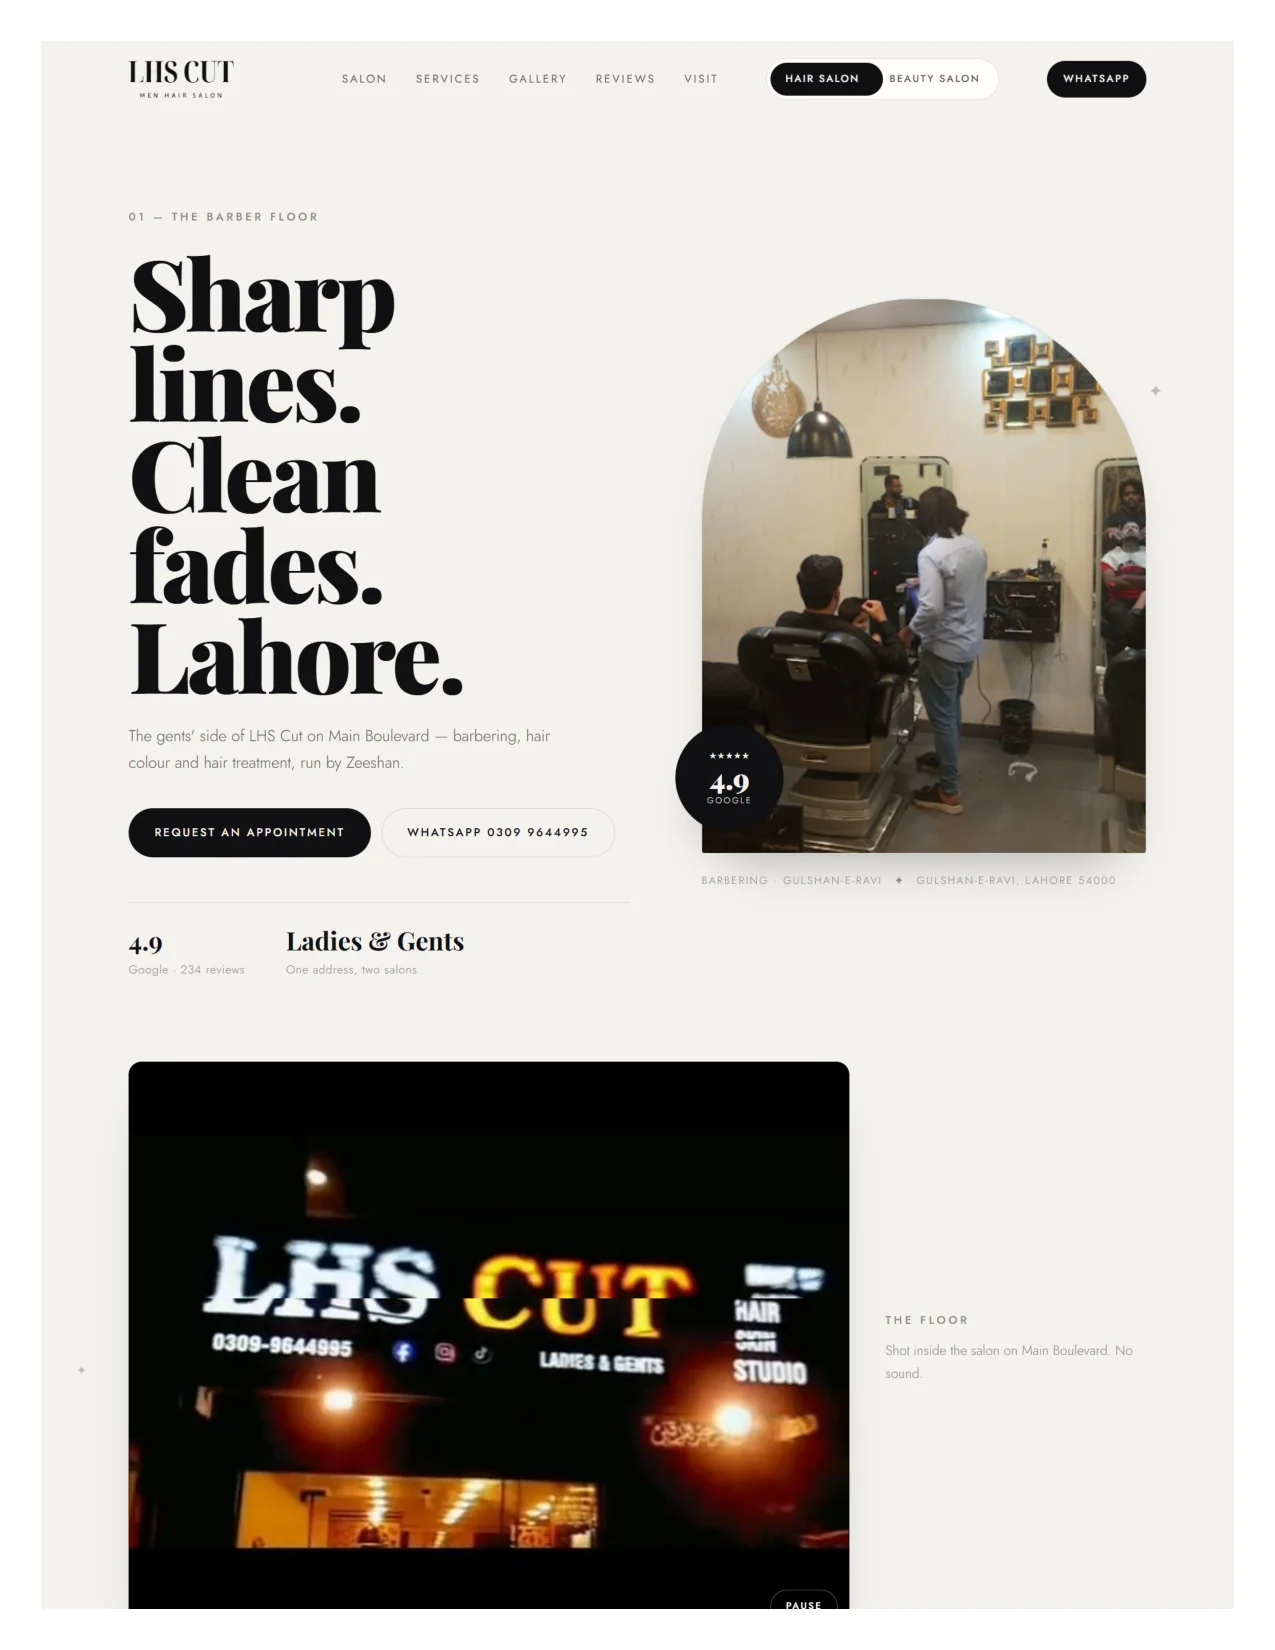 LHS CUT
MEN HAIR SALON
SALON
SERVICES
GALLERY
REVIEWS
VISIT
HAIR SALON
BEAUTY SALON
WHATSAPP
01 — THE BARBER FLOOR
Sharp
lines.
Clean
fades.
Lahore.
The gents' side of LHS Cut on Main Boulevard — barbering, hair
colour and hair treatment, run by Zeeshan.
REQUEST AN APPOINTMENT
WHATSAPP 0309 9644995
★★★★★
4.9
GOOGLE
BARBERING · GULSHAN-E-RAVI ✦ GULSHAN-E-RAVI, LAHORE 54000
4.9
Google · 234 reviews
Ladies & Gents
One address, two salons
LHS CUT
HAIR
SKIN
STUDIO
0309-9644995
LADIES & GENTS
THE FLOOR
Shot inside the salon on Main Boulevard. No
sound.
PAUSE